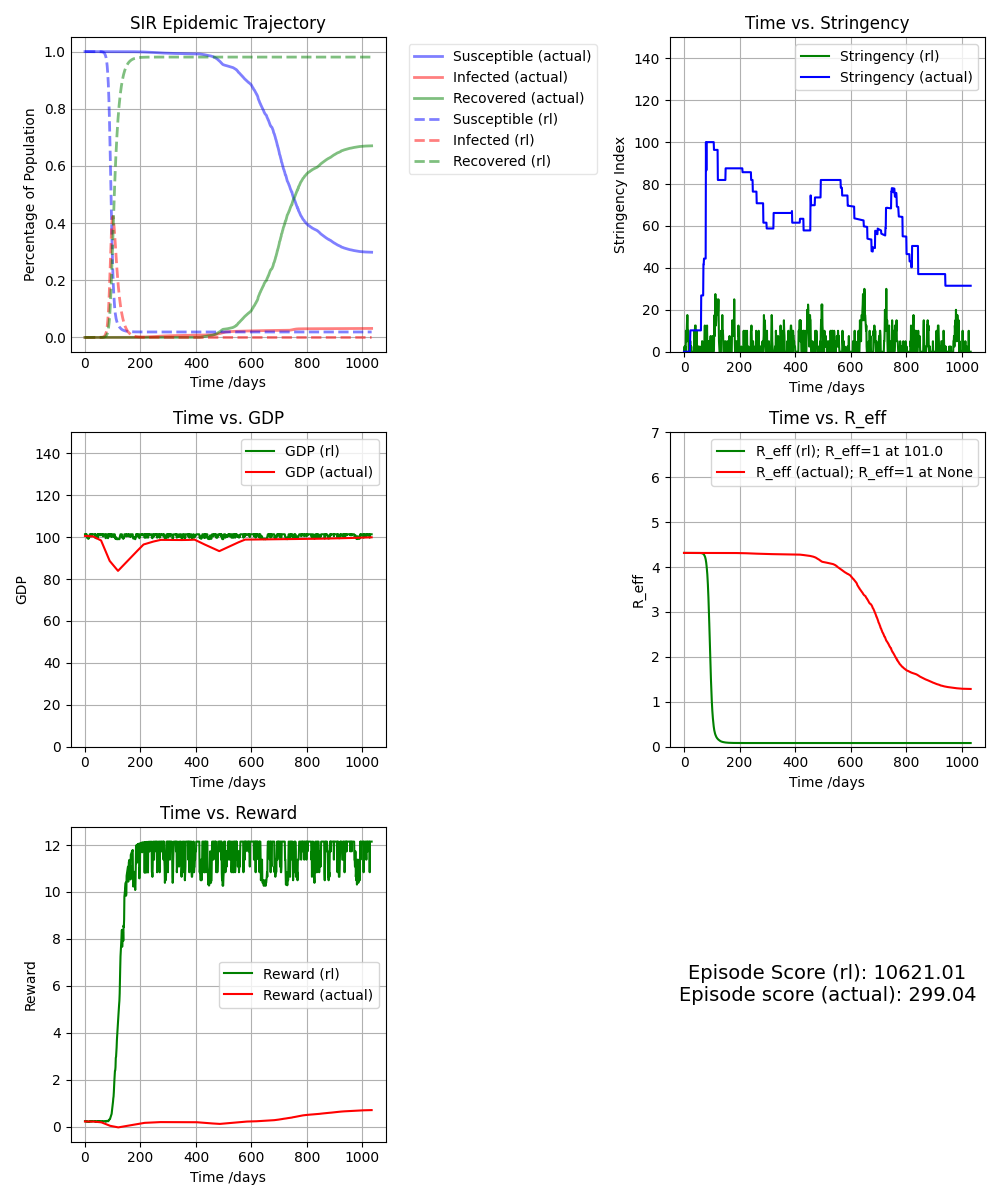 SIR Epidemic Trajectory
Percentage of Population
1.0
0.8
0.6
0.4
0.2
0.0
0 200 400 600 800 1000
Time /days
Susceptible (actual)
Infected (actual)
Recovered (actual)
Susceptible (rl)
Infected (rl)
Recovered (rl)
Time vs. Stringency
Stringency Index
140
120
100
80
60
40
20
0
Stringency (rl)
Stringency (actual)
0 200 400 600 800 1000
Time /days
Time vs. GDP
GDP
140
120
100
80
60
40
20
0
GDP (rl)
GDP (actual)
0 200 400 600 800 1000
Time /days
Time vs. R_eff
R_eff
7
6
5
4
3
2
1
0
R_eff (rl); R_eff=1 at 101.0
R_eff (actual); R_eff=1 at None
0 200 400 600 800 1000
Time /days
Time vs. Reward
Reward
12
10
8
6
4
2
0
Reward (rl)
Reward (actual)
0 200 400 600 800 1000
Time /days
Episode Score (rl): 10621.01
Episode score (actual): 299.04